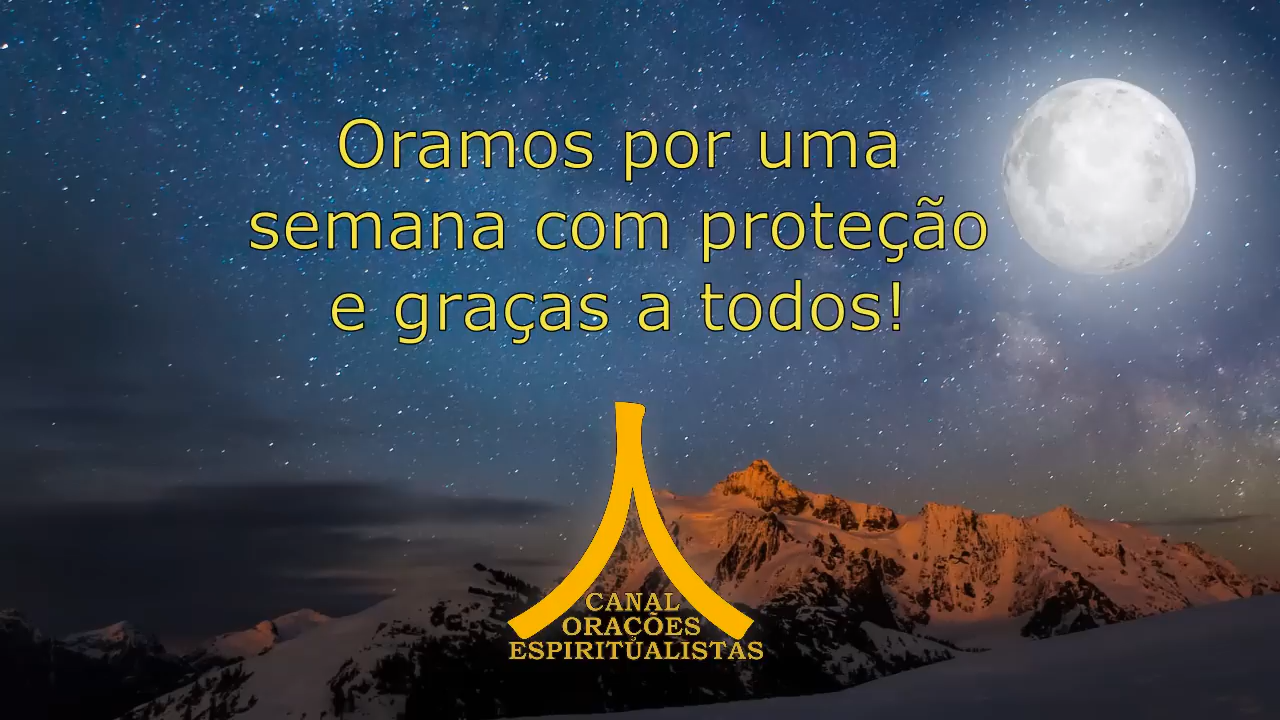 Oramos por uma
semana com proteção
e graças a todos!
CANAL
ORAÇÕES
ESPIRITUALISTAS